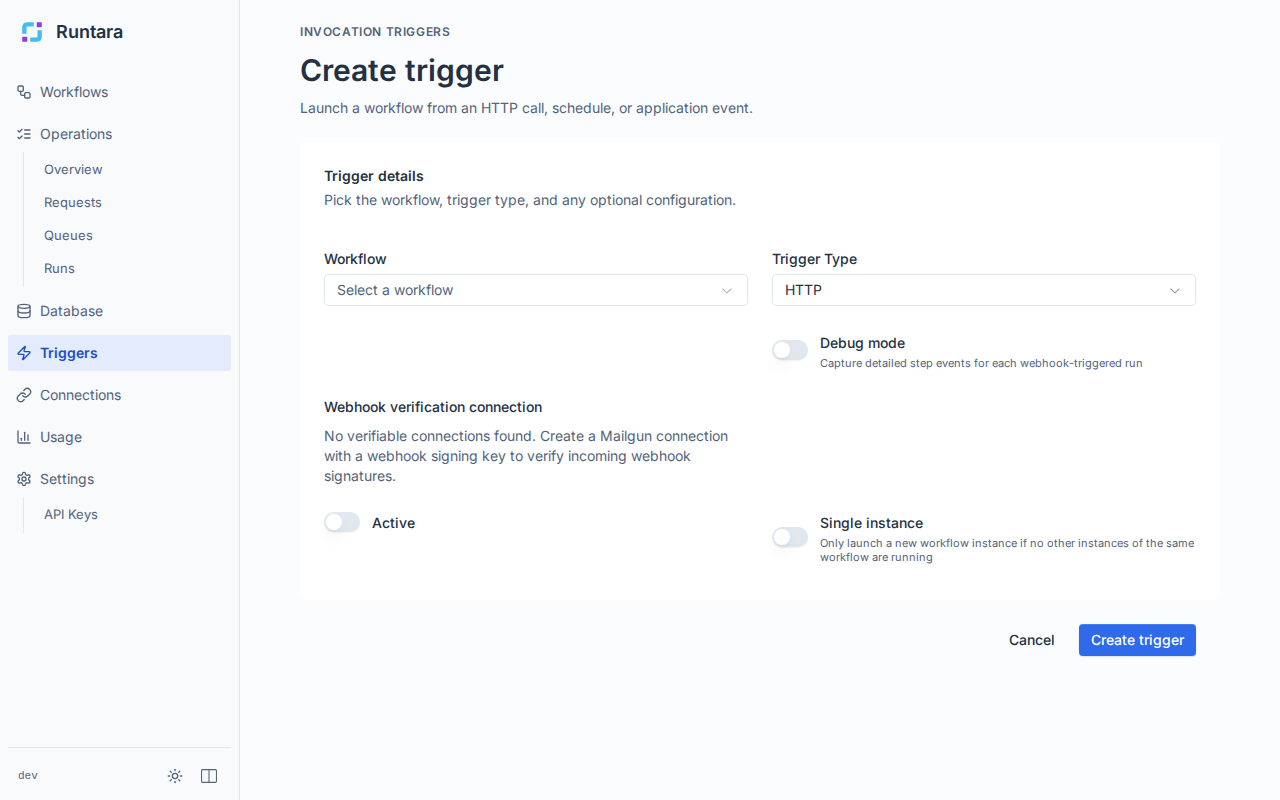 Runtara
Workflows
Operations
Overview
Requests
Queues
Runs
Database
Triggers
Connections
Usage
Settings
API Keys
dev
INVOCATION TRIGGERS
Create trigger
Launch a workflow from an HTTP call, schedule, or application event.
Trigger details
Pick the workflow, trigger type, and any optional configuration.
Workflow
Select a workflow
Trigger Type
HTTP
Debug mode
Capture detailed step events for each webhook-triggered run
Webhook verification connection
No verifiable connections found. Create a Mailgun connection
with a webhook signing key to verify incoming webhook
signatures.
Active
Single instance
Only launch a new workflow instance if no other instances of the same
workflow are running
Cancel
Create trigger